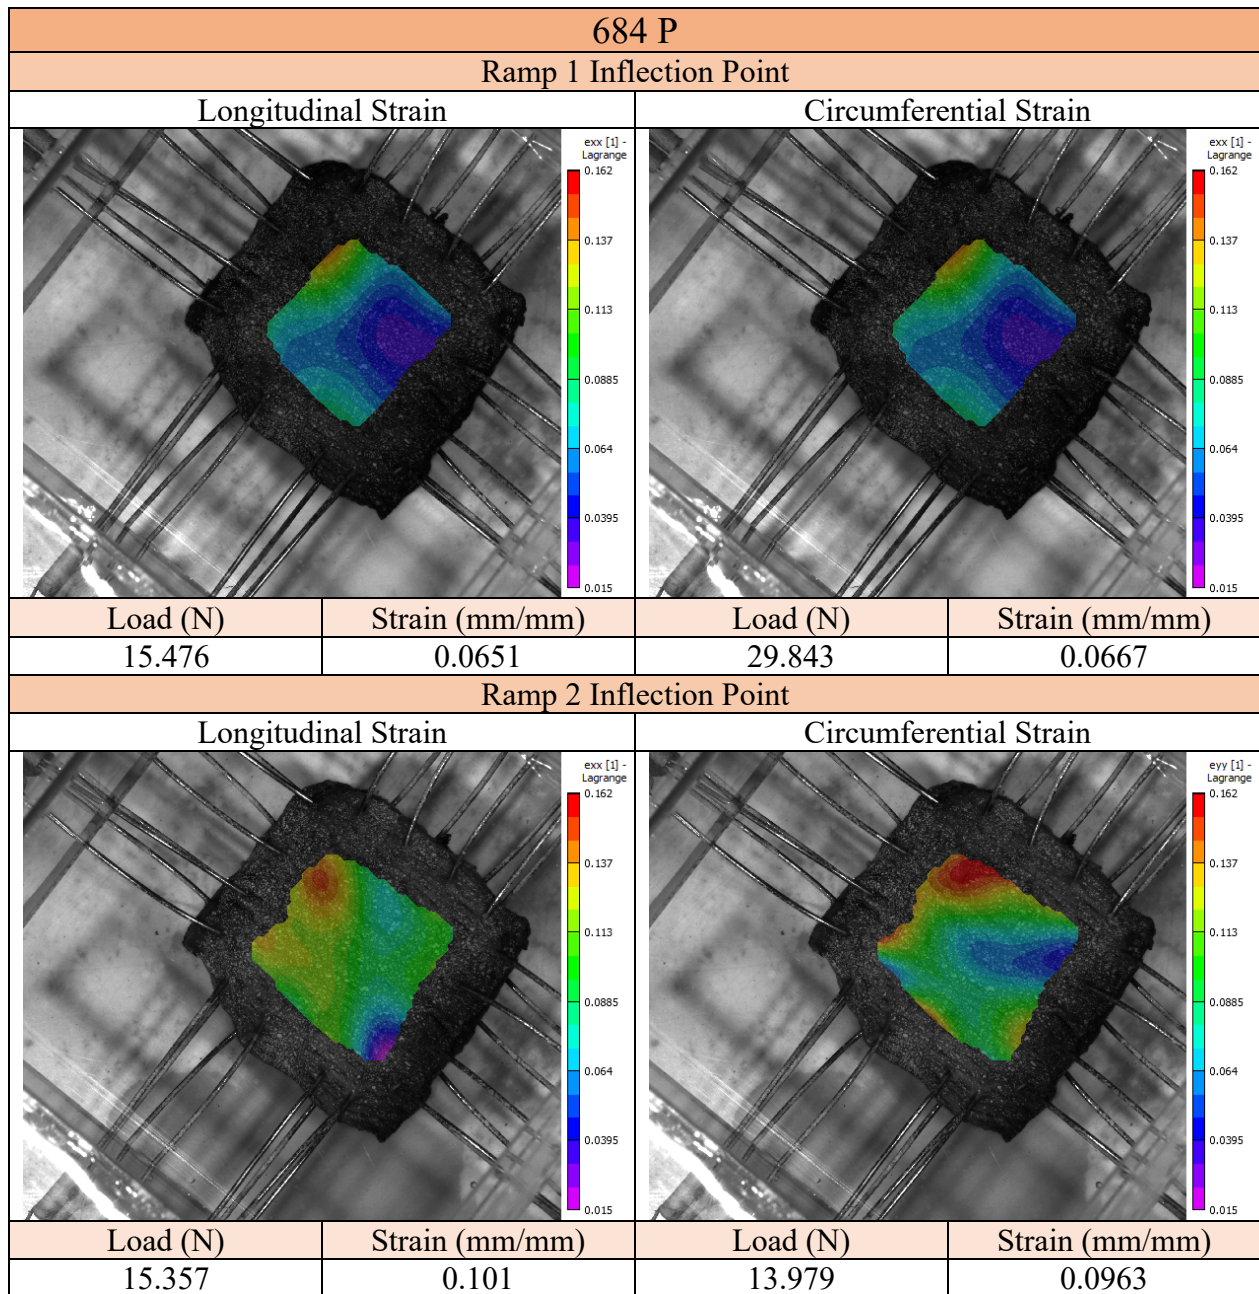 684 P
Ramp 1 Inflection Point
Longitudinal Strain
Circumferential Strain
exx [1] -
Lagrange
0.162
0.137
0.113
0.0885
0.064
0.0395
0.015
exx [1] -
Lagrange
0.162
0.137
0.113
0.0885
0.064
0.0395
0.015
Load (N) Strain (mm/mm) Load (N) Strain (mm/mm)
15.476 0.0651 29.843 0.0667
Ramp 2 Inflection Point
Longitudinal Strain
Circumferential Strain
exx [1] -
Lagrange
0.162
0.137
0.113
0.0885
0.064
0.0395
0.015
eyy [1] -
Lagrange
0.162
0.137
0.113
0.0885
0.064
0.0395
0.015
Load (N) Strain (mm/mm) Load (N) Strain (mm/mm)
15.357 0.101 13.979 0.0963